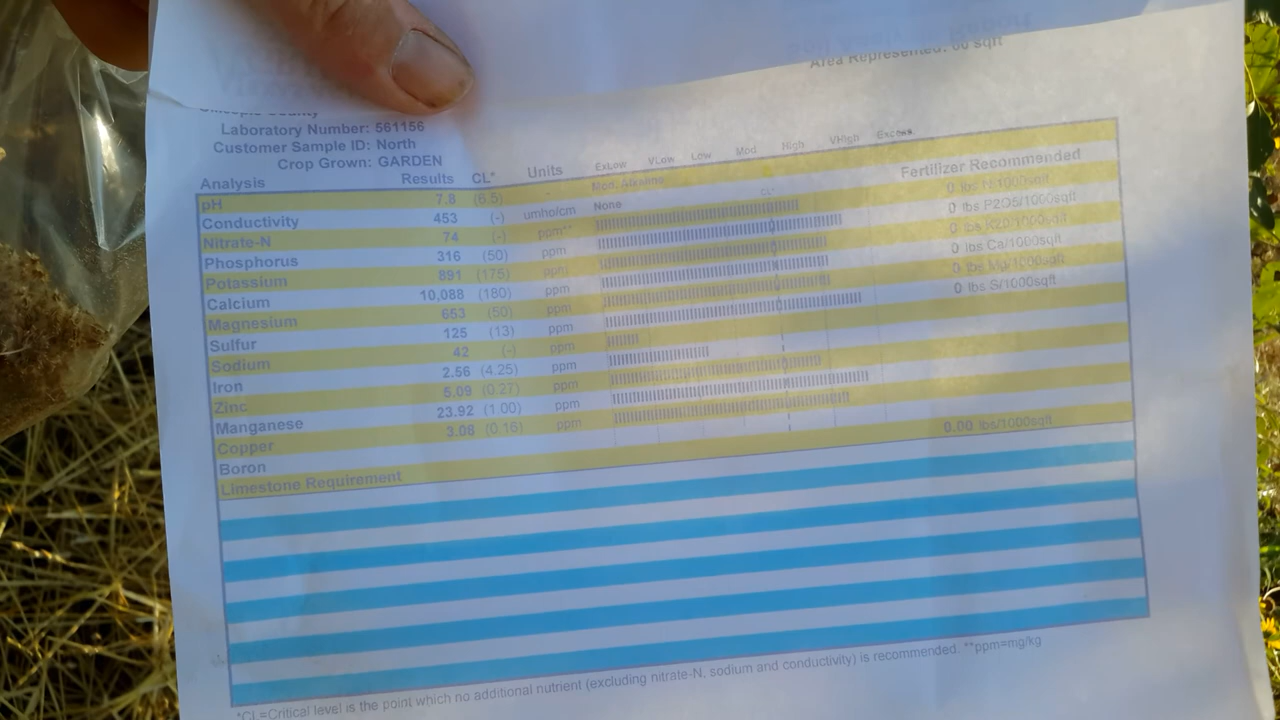 Area Represented: 60 sqft
Gillespie County
Laboratory Number: 561156
Customer Sample ID: North
Crop Grown: GARDEN
Analysis Results CL* Units ExLow VLow Low Mod High VHigh Excess. Fertilizer Recommended
pH 7.8 (6.5) - Mod. Alkaline
Conductivity 453 (-) umho/cm None CL*
Nitrate-N 74 (-) ppm** 0 lbs N/1000sqft
Phosphorus 316 (50) ppm 0 lbs P2O5/1000sqft
Potassium 891 (175) ppm 0 lbs K20/1000sqft
Calcium 10,088 (180) ppm 0 lbs Ca/1000sqft
Magnesium 653 (50) ppm 0 lbs Mg/1000sqft
Sulfur 125 (13) ppm 0 lbs S/1000sqft
Sodium 42 (-) ppm
Iron 2.56 (4.25) ppm
Zinc 5.09 (0.27) ppm
Manganese 23.92 (1.00) ppm
Copper 3.08 (0.16) ppm
Boron
Limestone Requirement 0.00 lbs/1000sqft
*CL=Critical level is the point which no additional nutrient (excluding nitrate-N, sodium and conductivity) is recommended. **ppm=mg/kg